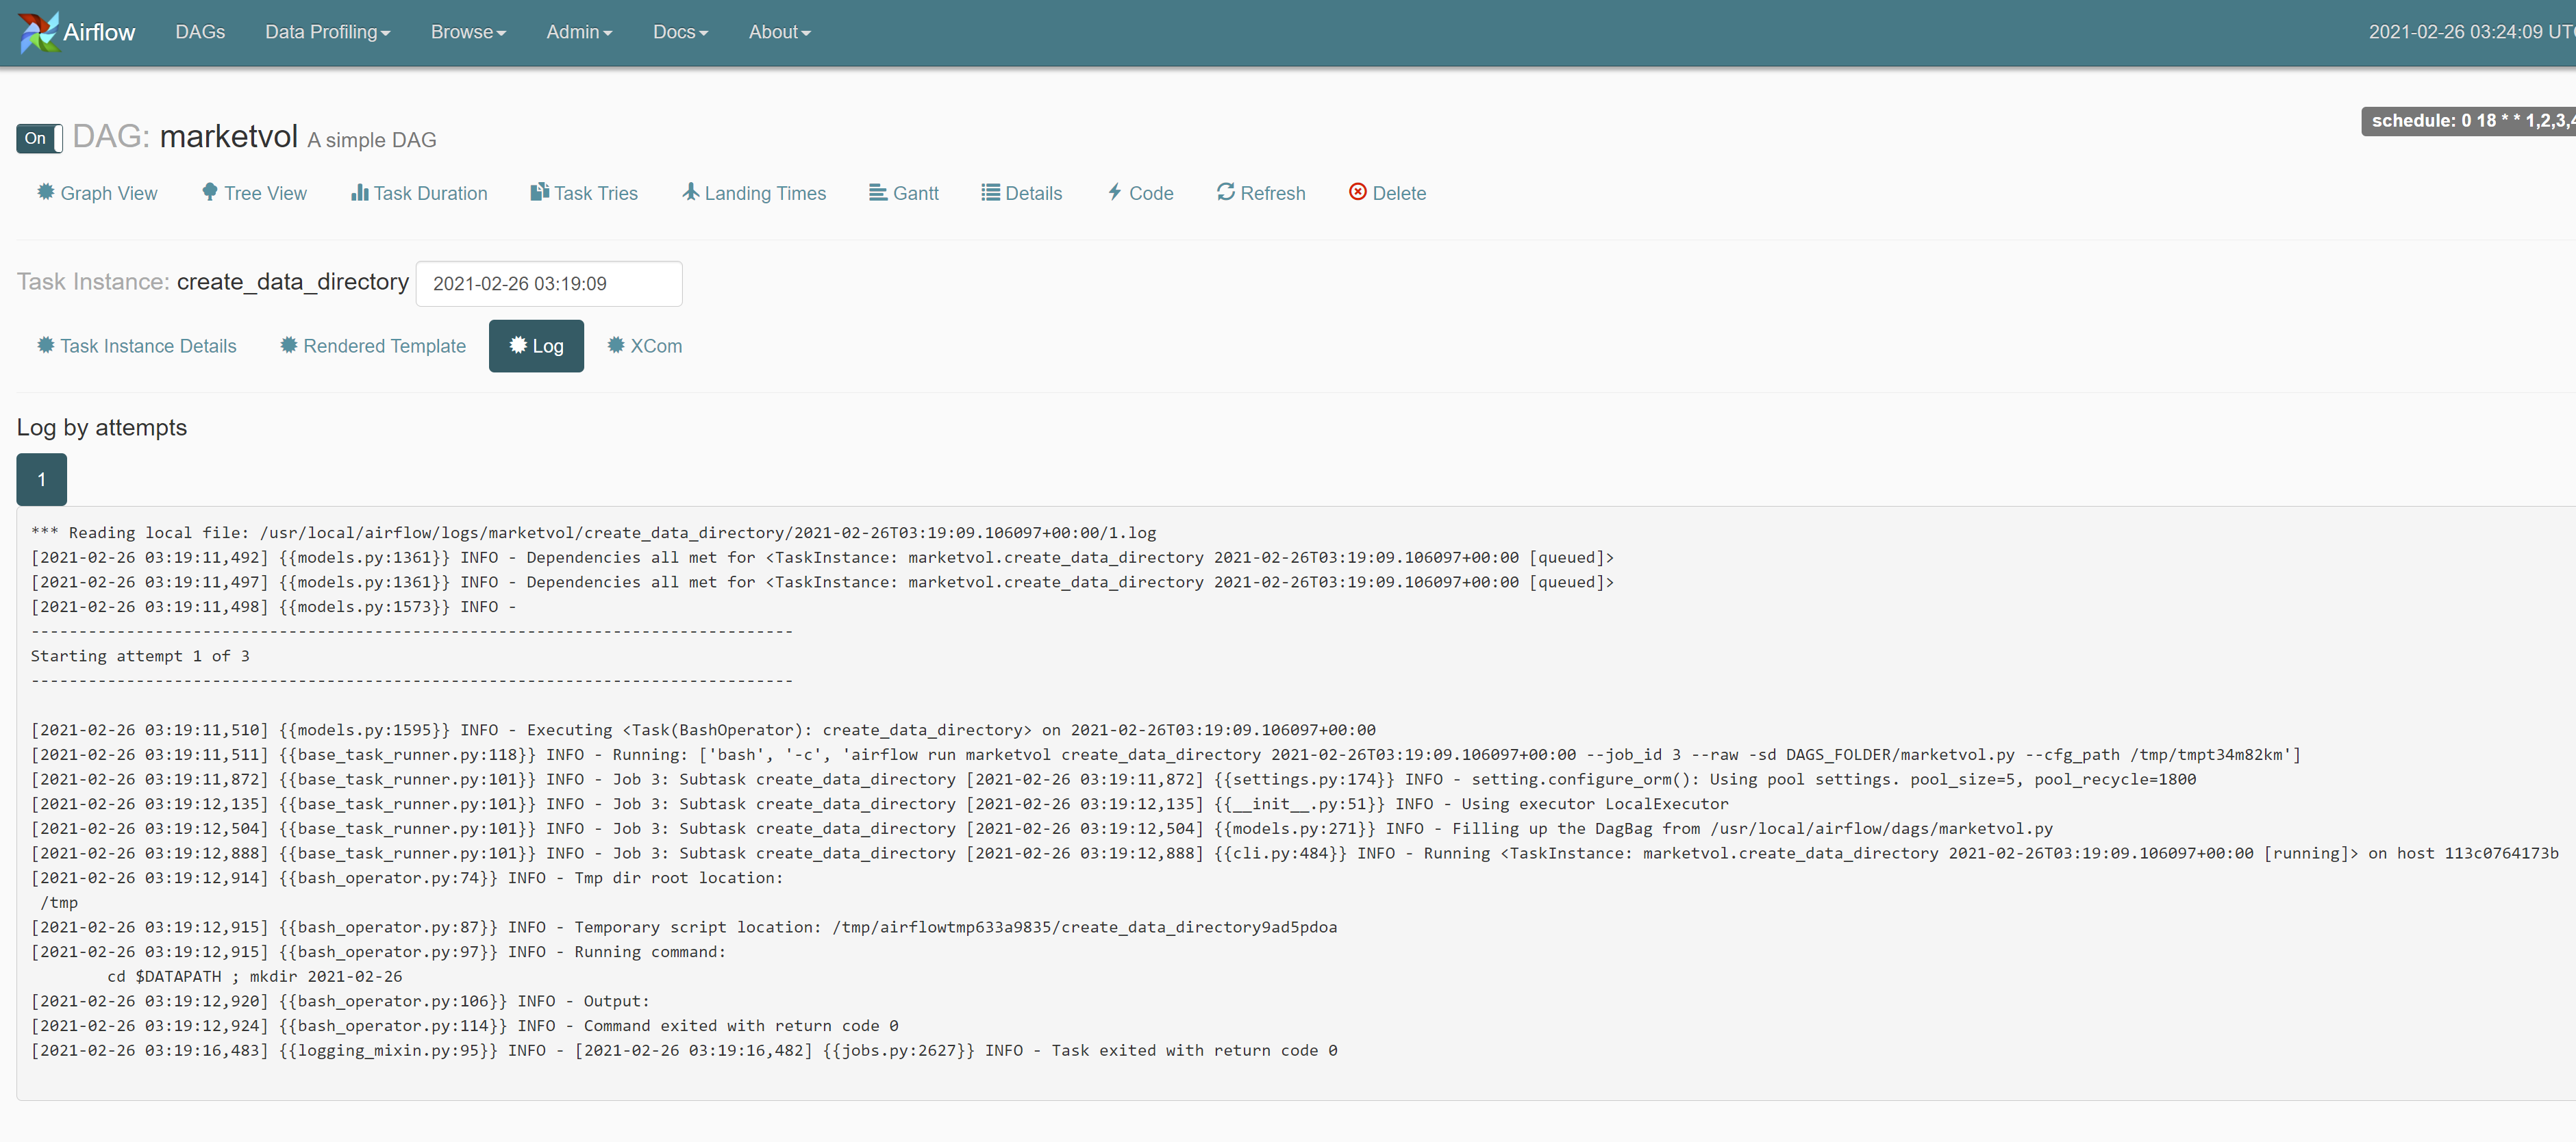 Airflow DAGs Data Profiling Browse Admin Docs About 2021-02-26 03:24:09
On DAG: marketvol A simple DAG schedule: 0 18 * * 1,2,3,
Graph View Tree View Task Duration Task Tries Landing Times Gantt Details Code Refresh Delete
Task Instance: create_data_directory 2021-02-26 03:19:09
Task Instance Details Rendered Template Log XCom
Log by attempts
1
*** Reading local file: /usr/local/airflow/logs/marketvol/create_data_directory/2021-02-26T03:19:09.106097+00:00/1.log
[2021-02-26 03:19:11,492] {{models.py:1361}} INFO - Dependencies all met for <TaskInstance: marketvol.create_data_directory 2021-02-26T03:19:09.106097+00:00 [queued]>
[2021-02-26 03:19:11,497] {{models.py:1361}} INFO - Dependencies all met for <TaskInstance: marketvol.create_data_directory 2021-02-26T03:19:09.106097+00:00 [queued]>
[2021-02-26 03:19:11,498] {{models.py:1573}} INFO -
--------------------------------------------------------------------------------
Starting attempt 1 of 3
--------------------------------------------------------------------------------
[2021-02-26 03:19:11,510] {{models.py:1595}} INFO - Executing <Task(BashOperator): create_data_directory> on 2021-02-26T03:19:09.106097+00:00
[2021-02-26 03:19:11,511] {{base_task_runner.py:118}} INFO - Running: ['bash', '-c', 'airflow run marketvol create_data_directory 2021-02-26T03:19:09.106097+00:00 --job_id 3 --raw -sd DAGS_FOLDER/marketvol.py --cfg_path /tmp/tmpt34m82km']
[2021-02-26 03:19:11,872] {{base_task_runner.py:101}} INFO - Job 3: Subtask create_data_directory [2021-02-26 03:19:11,872] {{settings.py:174}} INFO - setting.configure_orm(): Using pool settings. pool_size=5, pool_recycle=1800
[2021-02-26 03:19:12,135] {{base_task_runner.py:101}} INFO - Job 3: Subtask create_data_directory [2021-02-26 03:19:12,135] {{__init__.py:51}} INFO - Using executor LocalExecutor
[2021-02-26 03:19:12,504] {{base_task_runner.py:101}} INFO - Job 3: Subtask create_data_directory [2021-02-26 03:19:12,504] {{models.py:271}} INFO - Filling up the DagBag from /usr/local/airflow/dags/marketvol.py
[2021-02-26 03:19:12,888] {{base_task_runner.py:101}} INFO - Job 3: Subtask create_data_directory [2021-02-26 03:19:12,888] {{cli.py:484}} INFO - Running <TaskInstance: marketvol.create_data_directory 2021-02-26T03:19:09.106097+00:00 [running]> on host 113c0764173b
[2021-02-26 03:19:12,914] {{bash_operator.py:74}} INFO - Tmp dir root location:
/tmp
[2021-02-26 03:19:12,915] {{bash_operator.py:87}} INFO - Temporary script location: /tmp/airflowtmp633a9835/create_data_directory9ad5pdoa
[2021-02-26 03:19:12,915] {{bash_operator.py:97}} INFO - Running command:
cd $DATAPATH ; mkdir 2021-02-26
[2021-02-26 03:19:12,920] {{bash_operator.py:106}} INFO - Output:
[2021-02-26 03:19:12,924] {{bash_operator.py:114}} INFO - Command exited with return code 0
[2021-02-26 03:19:16,483] {{logging_mixin.py:95}} INFO - [2021-02-26 03:19:16,482] {{jobs.py:2627}} INFO - Task exited with return code 0